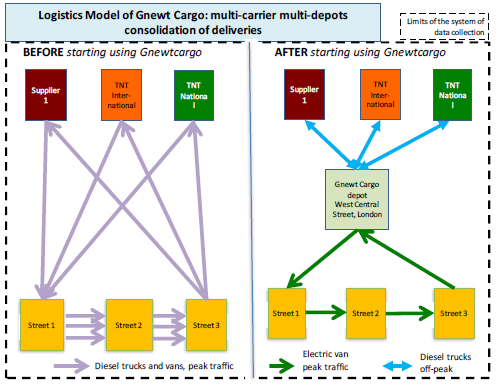 Logistics Model of Gnewt Cargo: multi-carrier multi-depots
consolidation of deliveries
Limits of the system of
data collection
BEFORE starting using Gnewtcargo
Supplier
1
TNT
Inter-
national
TNT
Nationa
l
Street 1
Street 2
Street 3
Diesel trucks and vans, peak traffic
AFTER starting using Gnewtcargo
Supplier
1
TNT
Inter-
national
TNT
Nationa
l
Gnewt Cargo
depot
West Central
Street, London
Street 1
Street 2
Street 3
Electric van
peak traffic
Diesel trucks
off-peak